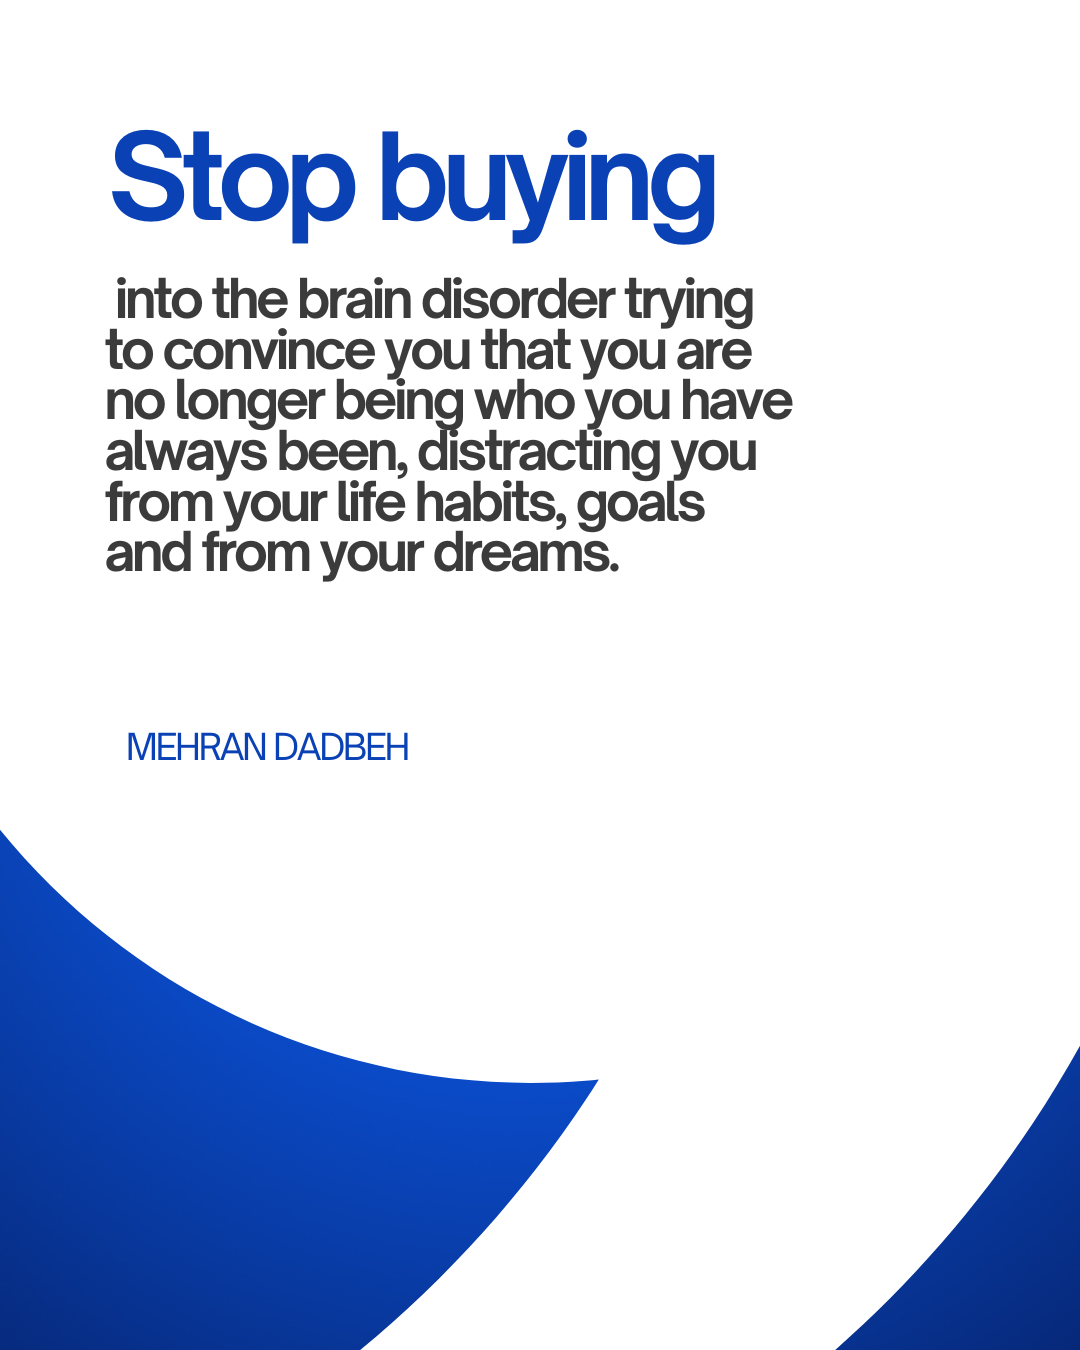 Stop buying
into the brain disorder trying
to convince you that you are
no longer being who you have
always been, distracting you
from your life habits, goals
and from your dreams.
MEHRAN DADBEH